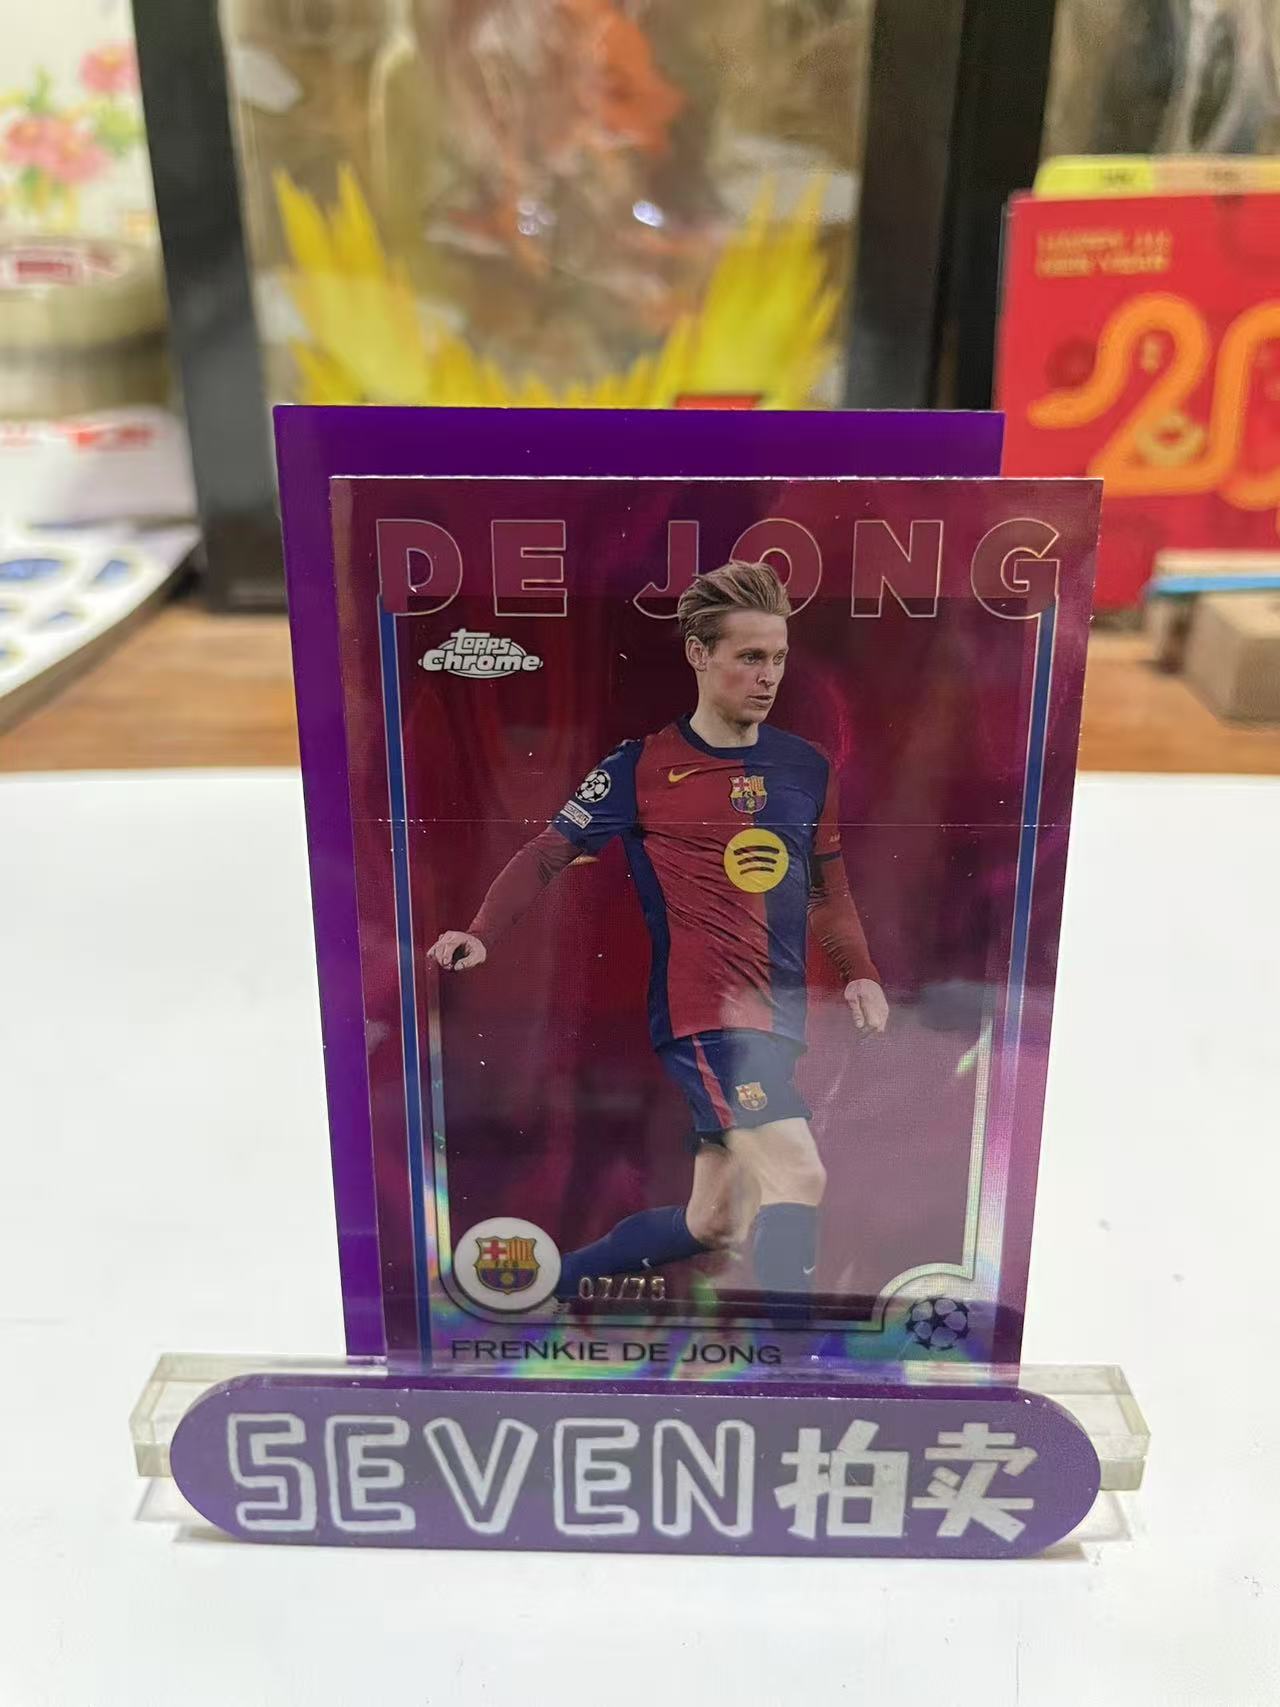 DE JONG
topps
Chrome
07/75
FRENKIE DE JONG
SEVEN拍卖